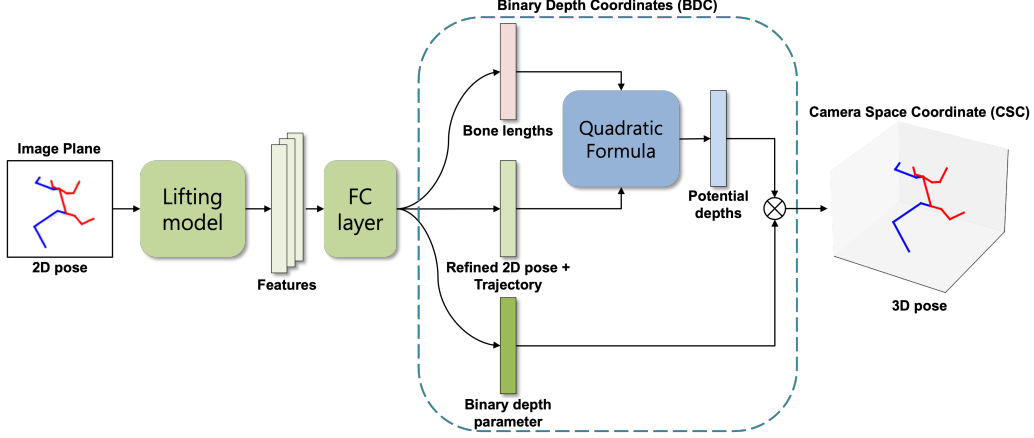 Binary Depth Coordinates (BDC)
Bone lengths
Quadratic
Formula
Potential
depths
Camera Space Coordinate (CSC)
Image Plane
2D pose
Lifting
model
Features
FC
layer
Refined 2D pose +
Trajectory
Binary depth
parameter
3D pose